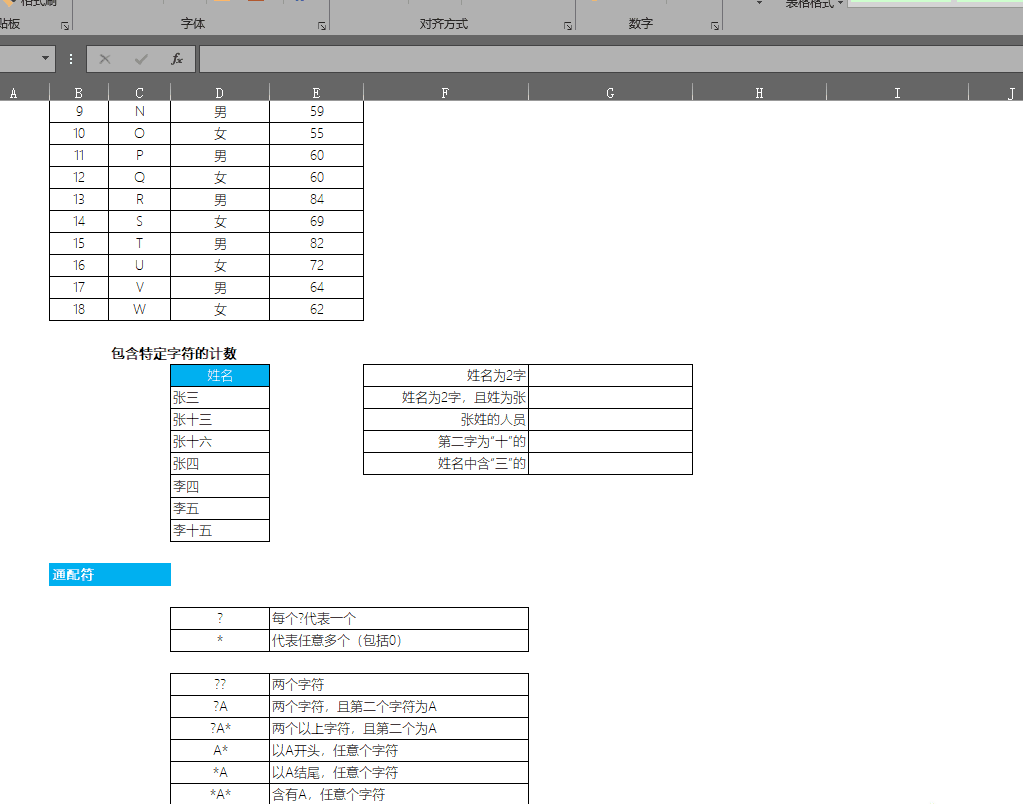 格式刷
表格格式
贴板 字体 对齐方式 数字
fx
A B C D E F G H I J
9 N 男 59
10 O 女 55
11 P 男 60
12 Q 女 60
13 R 男 84
14 S 女 69
15 T 男 82
16 U 女 72
17 V 男 64
18 W 女 62
包含特定字符的计数
姓名 姓名为2字
张三 姓名为2字，且姓为张
张十三 张姓的人员
张十六 第二字为“十”的
张四 姓名中含“三”的
李四
李五
李十五
通配符
? 每个?代表一个
* 代表任意多个（包括0）
?? 两个字符
?A 两个字符，且第二个字符为A
?A* 两个以上字符，且第二个为A
A* 以A开头，任意个字符
*A 以A结尾，任意个字符
*A* 含有A，任意个字符